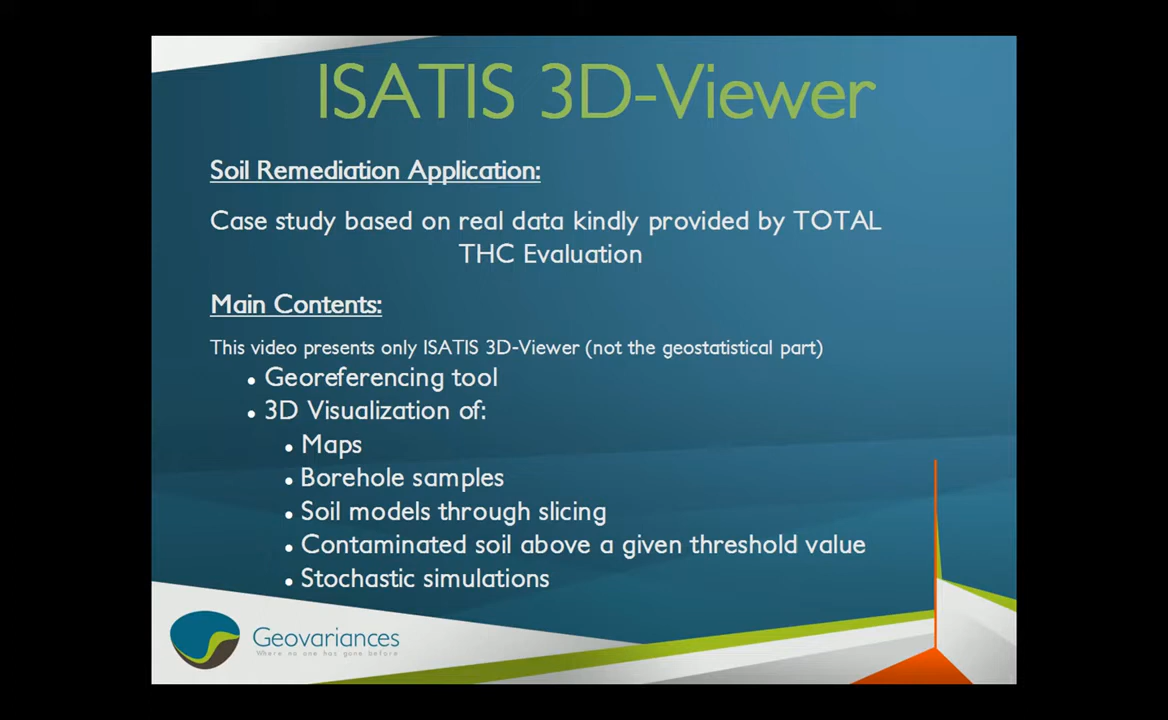 ISATIS 3D-Viewer
Soil Remediation Application:
Case study based on real data kindly provided by TOTAL
THC Evaluation
Main Contents:
This video presents only ISATIS 3D-Viewer (not the geostatistical part)
• Georeferencing tool
• 3D Visualization of:
• Maps
• Borehole samples
• Soil models through slicing
• Contaminated soil above a given threshold value
• Stochastic simulations
Geovariances
Where no one has gone before